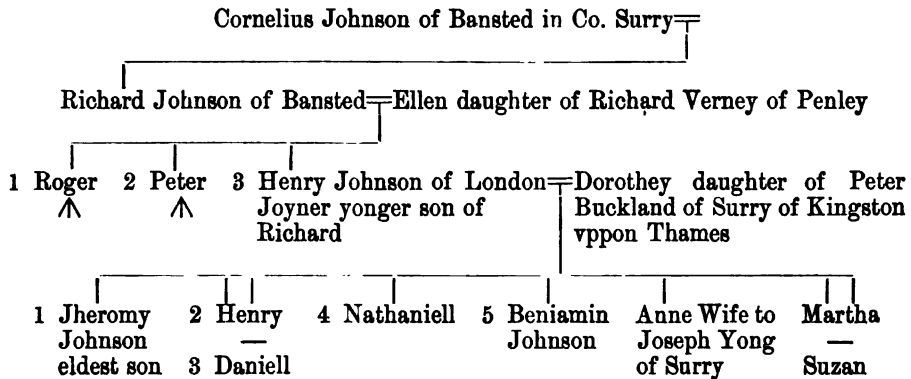 Cornelius Johnson of Bansted in Co. Surry
Richard Johnson of Bansted=Ellen daughter of Richard Verney of Penley
1 Roger 2 Peter 3 Henry Johnson of London=Dorothey daughter of Peter
Joyner yonger son of Buckland of Surry of Kingston
Richard vppon Thames
1 Jheromy 2 Henry 4 Nathaniell 5 Beniamin Anne Wife to Martha
Johnson — Johnson Joseph Yong —
eldest son 3 Daniell of Surry Suzan